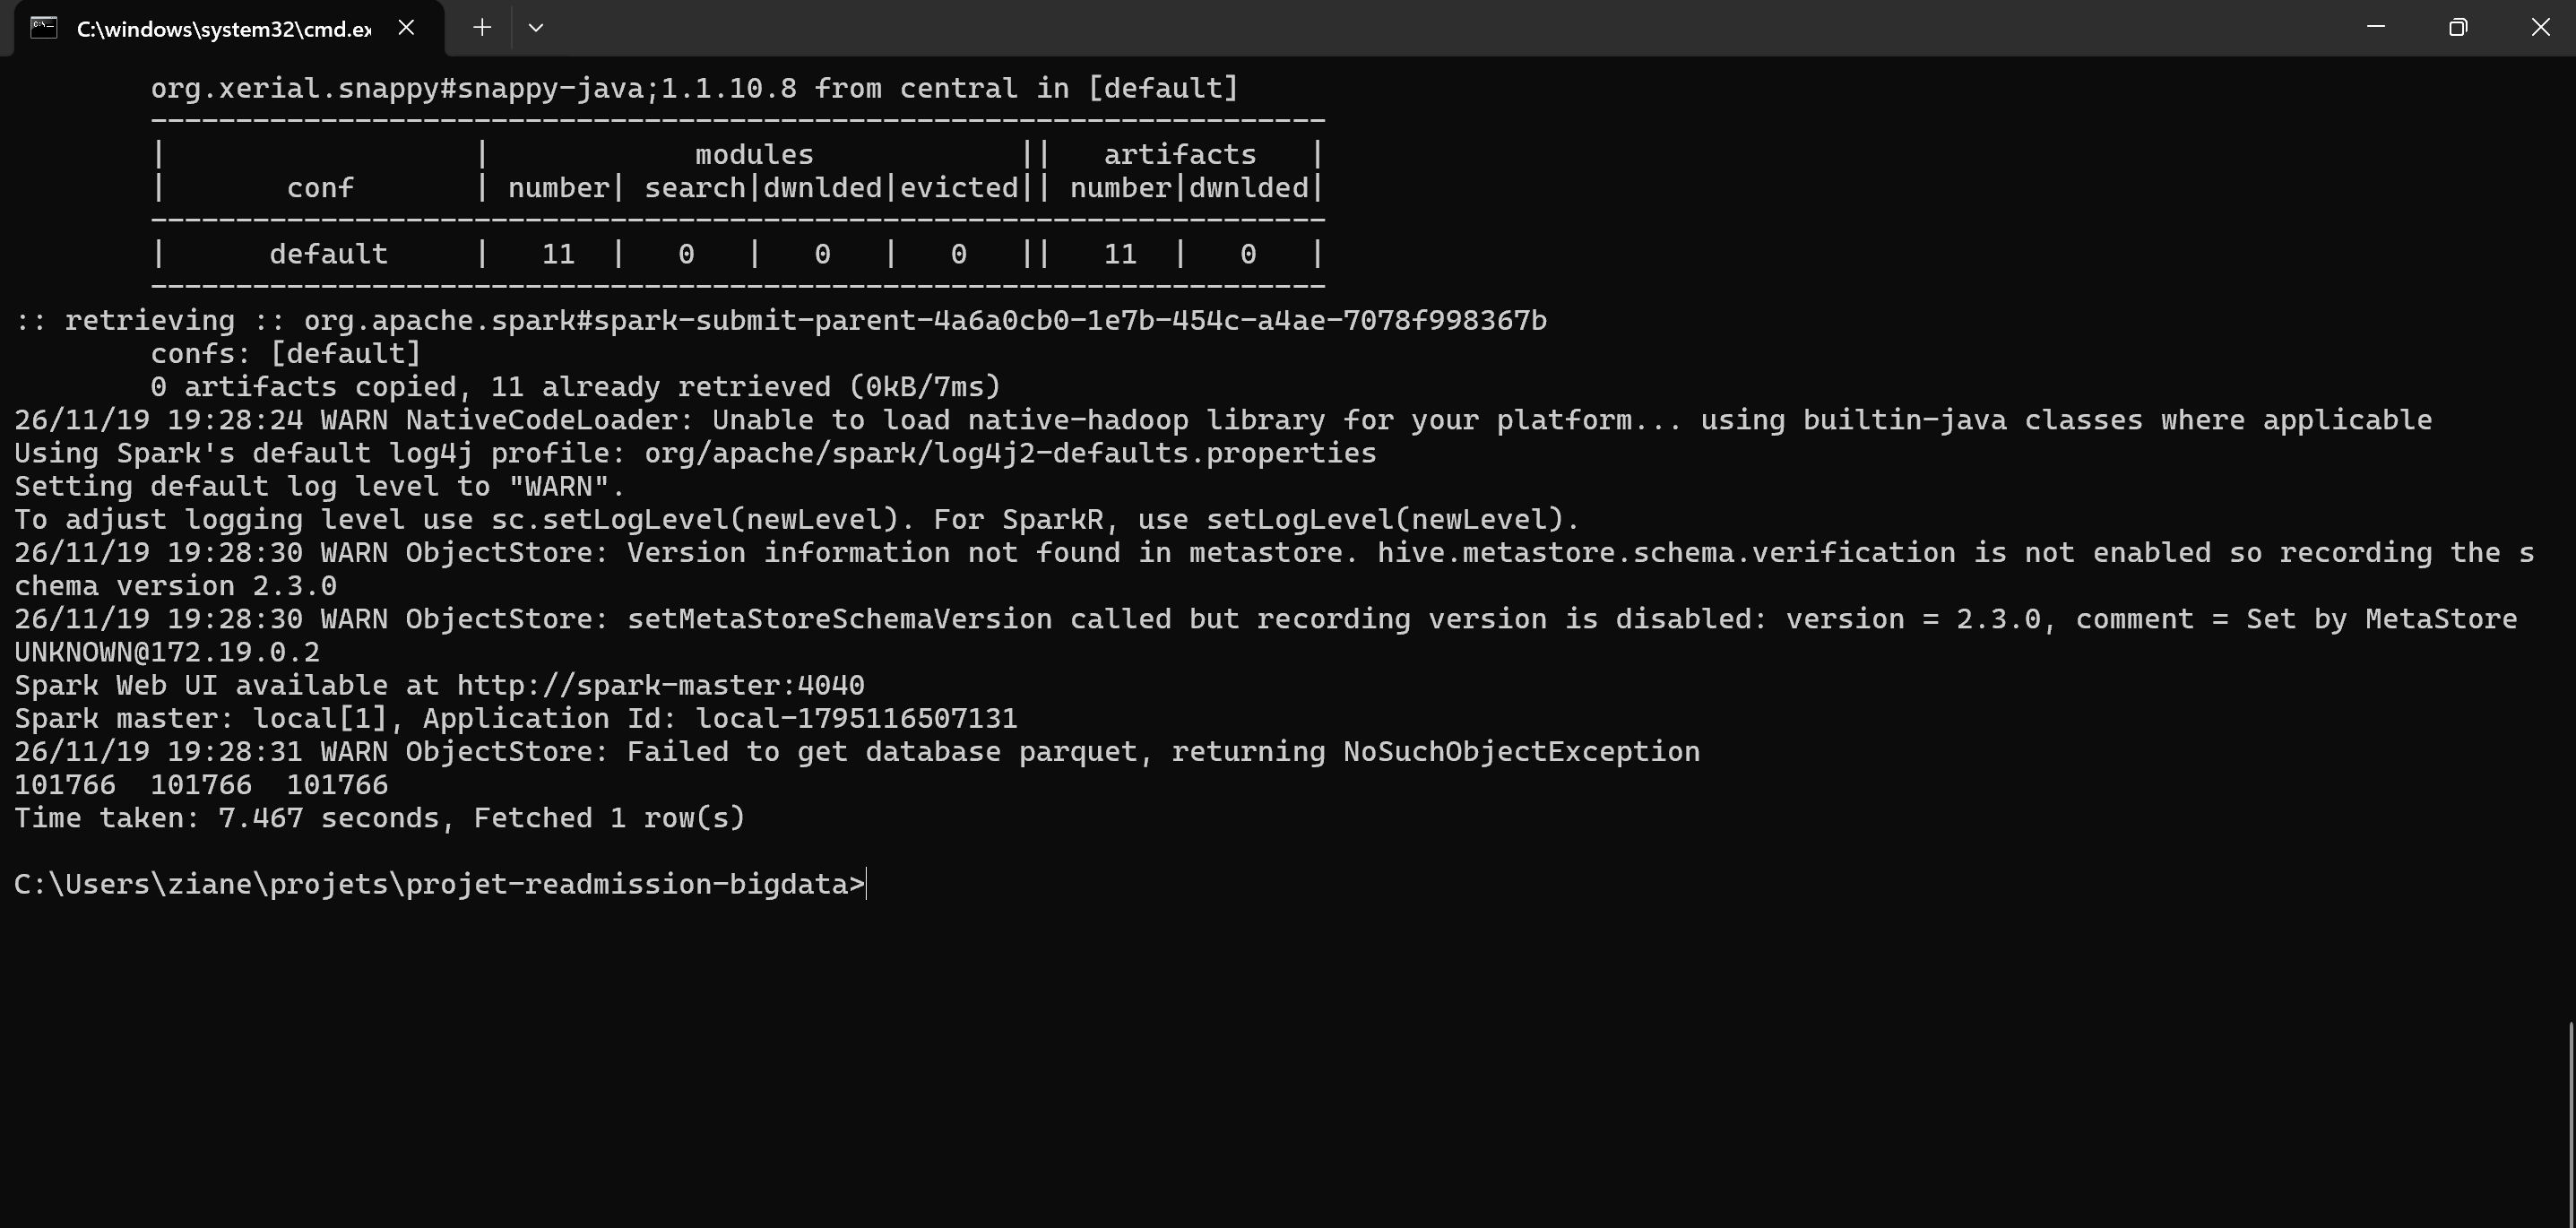 C:\windows\system32\cmd.ex
org.xerial.snappy#snappy-java;1.1.10.8 from central in [default]
---------------------------------------------------------------------
|                  |            modules            ||   artifacts   |
|       conf       | number| search|dwnlded|evicted|| number|dwnlded|
---------------------------------------------------------------------
|      default     |   11  |   0   |   0   |   0   ||   11  |   0   |
---------------------------------------------------------------------
:: retrieving :: org.apache.spark#spark-submit-parent-4a6a0cb0-1e7b-454c-a4ae-7078f998367b
confs: [default]
0 artifacts copied, 11 already retrieved (0kB/7ms)
26/11/19 19:28:24 WARN NativeCodeLoader: Unable to load native-hadoop library for your platform... using builtin-java classes where applicable
Using Spark's default log4j profile: org/apache/spark/log4j2-defaults.properties
Setting default log level to "WARN".
To adjust logging level use sc.setLogLevel(newLevel). For SparkR, use setLogLevel(newLevel).
26/11/19 19:28:30 WARN ObjectStore: Version information not found in metastore. hive.metastore.schema.verification is not enabled so recording the s
chema version 2.3.0
26/11/19 19:28:30 WARN ObjectStore: setMetaStoreSchemaVersion called but recording version is disabled: version = 2.3.0, comment = Set by MetaStore
UNKNOWN@172.19.0.2
Spark Web UI available at http://spark-master:4040
Spark master: local[1], Application Id: local-1795116507131
26/11/19 19:28:31 WARN ObjectStore: Failed to get database parquet, returning NoSuchObjectException
101766  101766  101766
Time taken: 7.467 seconds, Fetched 1 row(s)
C:\Users\ziane\projets\projet-readmission-bigdata>